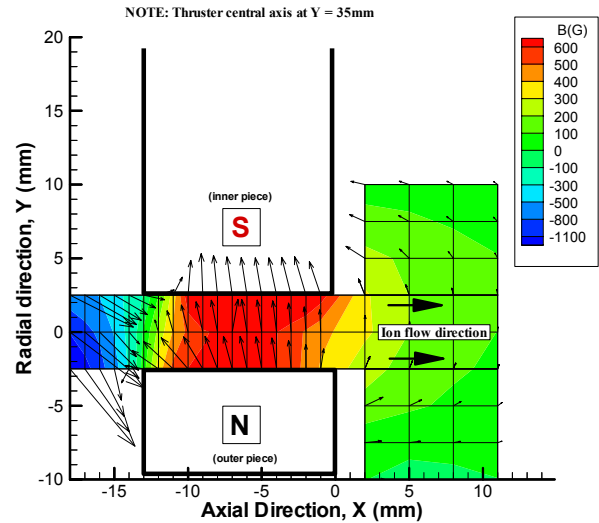 NOTE: Thruster central axis at Y = 35mm
B(G)
600
500
400
300
200
100
0
-100
-300
-500
-800
-1100
20
15
10
5
0
-5
-10
Radial direction, Y (mm)
(inner piece)
S
Ion flow direction
N
(outer piece)
-15 -10 -5 0 5 10
Axial Direction, X (mm)